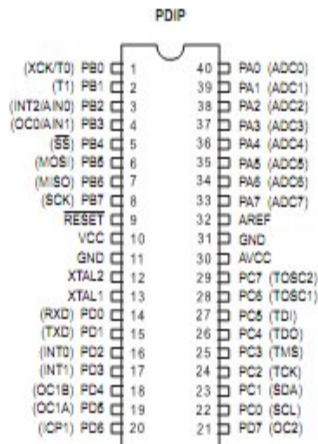 PDIP
(XCK/T0) PB0 1 40 PA0 (ADC0)
(T1) PB1 2 39 PA1 (ADC1)
(INT2/AIN0) PB2 3 38 PA2 (ADC2)
(OC0/AIN1) PB3 4 37 PA3 (ADC3)
(SS) PB4 5 36 PA4 (ADC4)
(MOSI) PB5 6 35 PA5 (ADC5)
(MISO) PB6 7 34 PA6 (ADC6)
(SCK) PB7 8 33 PA7 (ADC7)
RESET 9 32 AREF
VCC 10 31 GND
GND 11 30 AVCC
XTAL2 12 29 PC7 (TOSC2)
XTAL1 13 28 PC6 (TOSC1)
(RXD) PD0 14 27 PC5 (TDI)
(TXD) PD1 15 26 PC4 (TDO)
(INT0) PD2 16 25 PC3 (TMS)
(INT1) PD3 17 24 PC2 (TCK)
(OC1B) PD4 18 23 PC1 (SDA)
(OC1A) PD5 19 22 PC0 (SCL)
(ICP1) PD6 20 21 PD7 (OC2)